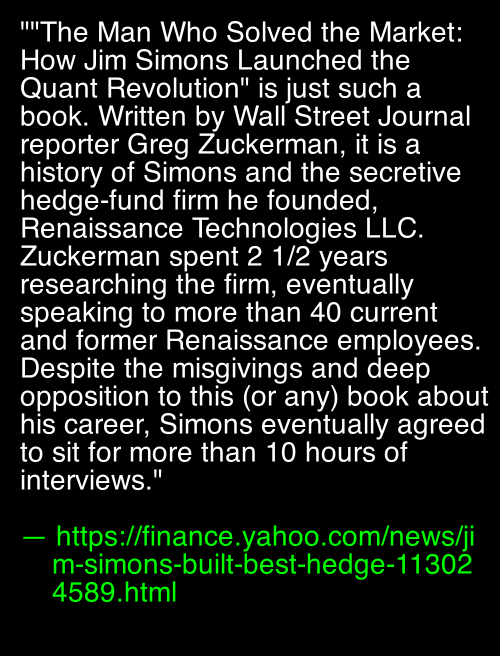 ""The Man Who Solved the Market:
How Jim Simons Launched the
Quant Revolution" is just such a
book. Written by Wall Street Journal
reporter Greg Zuckerman, it is a
history of Simons and the secretive
hedge-fund firm he founded,
Renaissance Technologies LLC.
Zuckerman spent 2 1/2 years
researching the firm, eventually
speaking to more than 40 current
and former Renaissance employees.
Despite the misgivings and deep
opposition to this (or any) book about
his career, Simons eventually agreed
to sit for more than 10 hours of
interviews."
— https://finance.yahoo.com/news/ji
m-simons-built-best-hedge-11302
4589.html